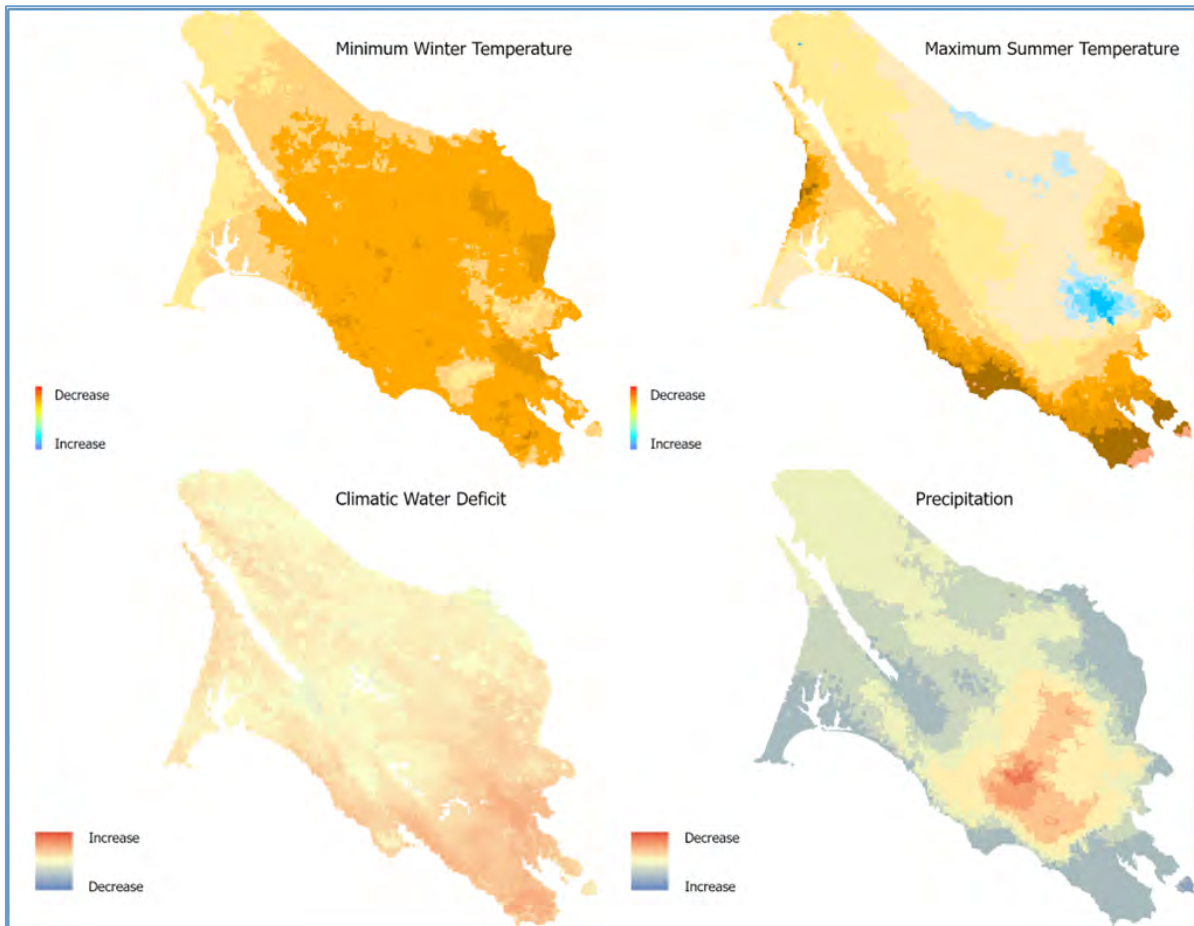 Minimum Winter Temperature
Maximum Summer Temperature
Decrease
Increase
Decrease
Increase
Climatic Water Deficit
Precipitation
Increase
Decrease
Decrease
Increase